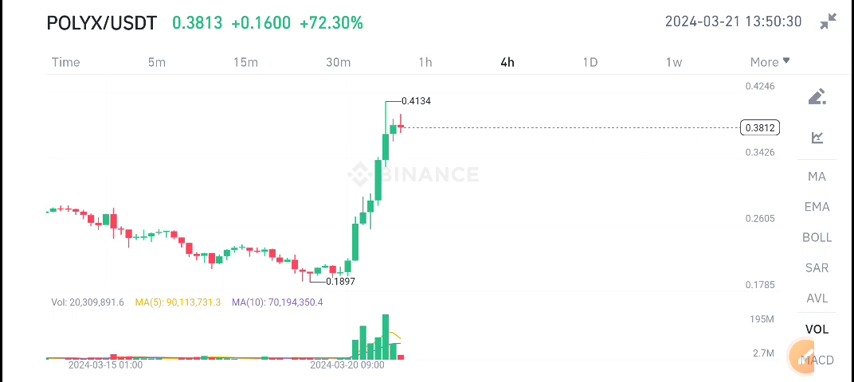 POLYX/USDT 0.3813 +0.1600 +72.30% 2024-03-21 13:50:30
Time 5m 15m 30m 1h 4h 1D 1w More
0.4246
0.4134
0.3812
0.3426
BINANCE
MA
EMA
0.2605
BOLL
SAR
0.1897
0.1785
AVL
Vol: 20,309,891.6 MA(5): 90,113,731.3 MA(10): 70,194,350.4
195M
VOL
2.7M
MACD
2024-03-15 01:00 2024-03-20 09:00